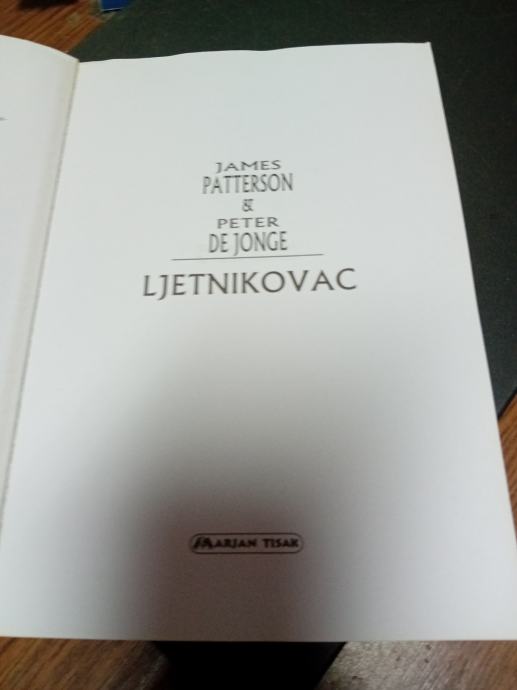 JAMES
PATTERSON
&
PETER
DE JONGE
LJETNIKOVAC
MARJAN TISAK